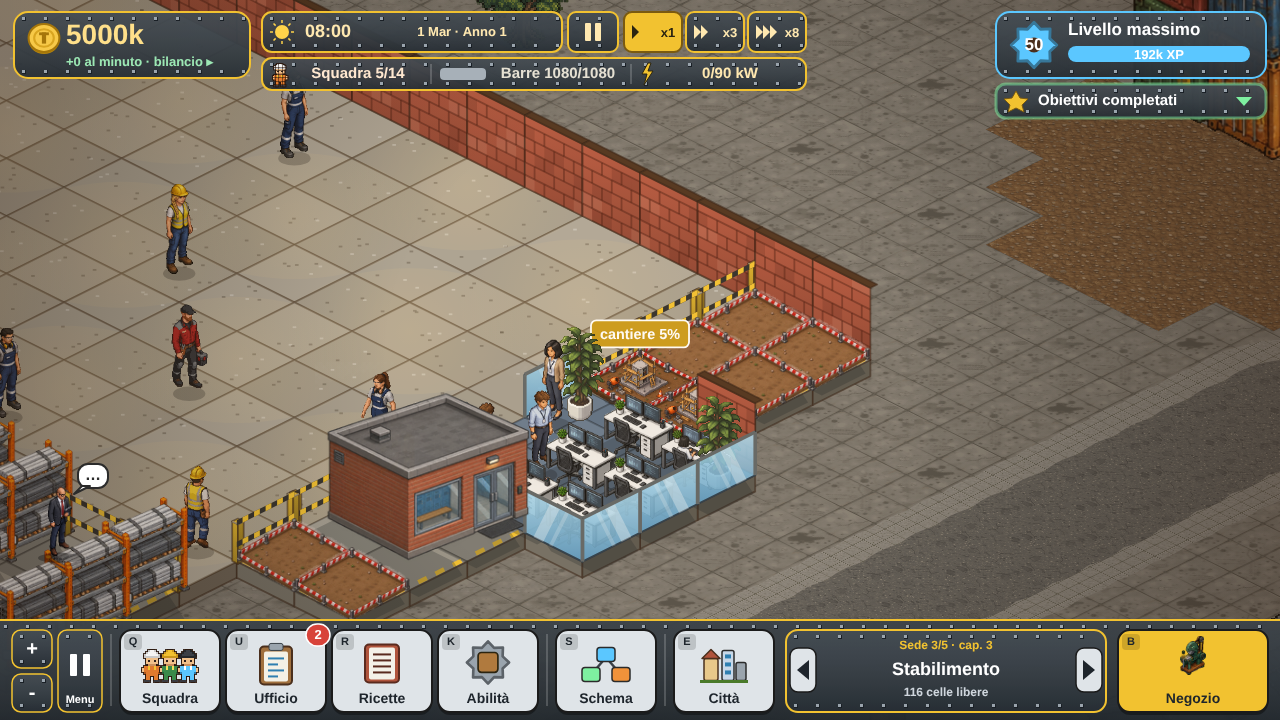 5000k
+0 al minuto · bilancio ▸
08:00
1 Mar · Anno 1
x1
x3
x8
Squadra 5/14
Barre 1080/1080
0/90 kW
50
Livello massimo
192k XP
Obiettivi completati
cantiere 5%
...
+
-
Menu
Q
Squadra
U
2
Ufficio
R
Ricette
K
Abilità
S
Schema
E
Città
Sede 3/5 · cap. 3
Stabilimento
116 celle libere
B
Negozio